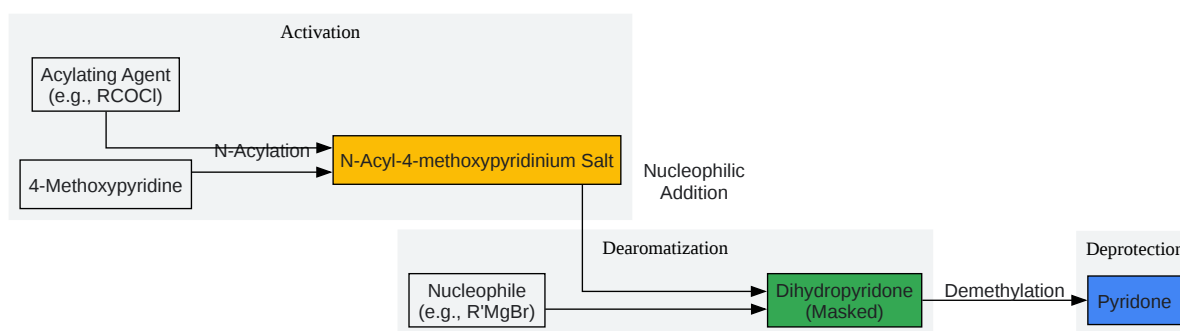 Activation
Acylating Agent
(e.g., RCOCl)
N-Acylation
4-Methoxypyridine
N-Acyl-4-methoxypyridinium Salt
Nucleophilic
Addition
Dearomatization
Nucleophile
(e.g., R'MgBr)
Dihydropyridone
(Masked)
Demethylation
Deprotection
Pyridone